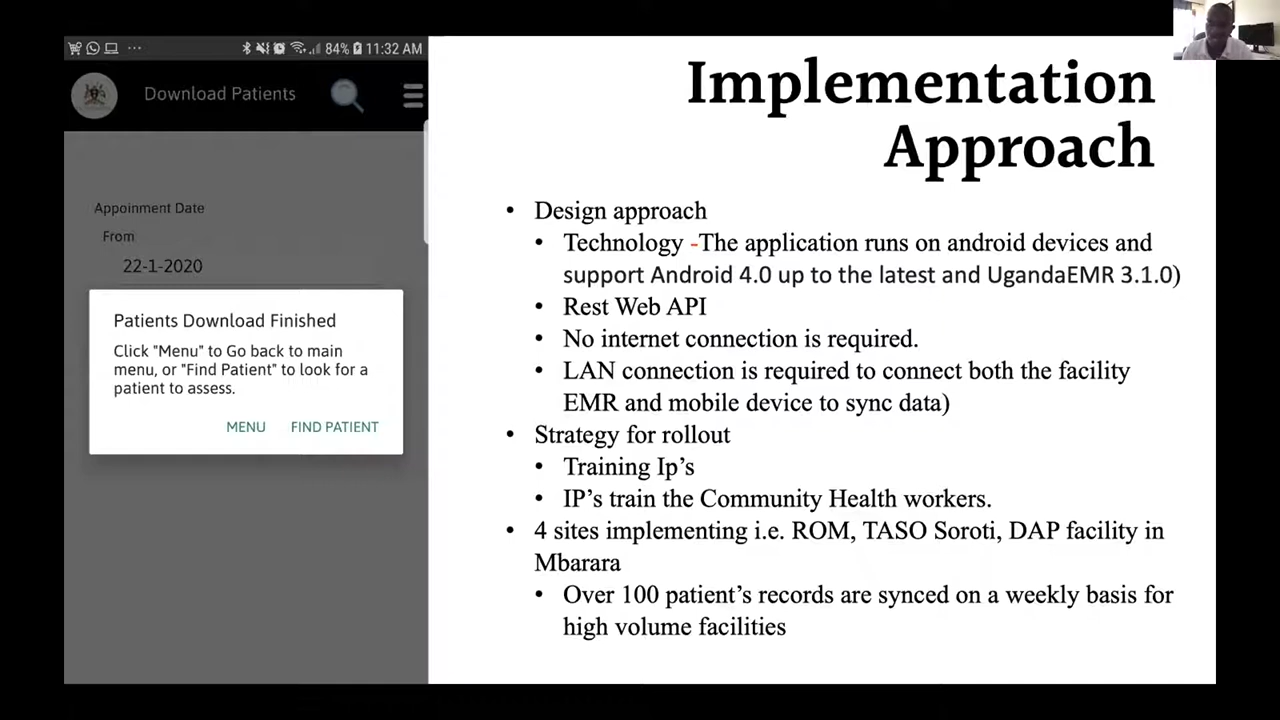 84% 11:32 AM
Download Patients
Appoinment Date
From
22-1-2020
Patients Download Finished
Click "Menu" to Go back to main
menu, or "Find Patient" to look for a
patient to assess.
MENU FIND PATIENT
Implementation
Approach
• Design approach
• Technology -The application runs on android devices and
support Android 4.0 up to the latest and UgandaEMR 3.1.0)
• Rest Web API
• No internet connection is required.
• LAN connection is required to connect both the facility
EMR and mobile device to sync data)
• Strategy for rollout
• Training Ip's
• IP's train the Community Health workers.
• 4 sites implementing i.e. ROM, TASO Soroti, DAP facility in
Mbarara
• Over 100 patient's records are synced on a weekly basis for
high volume facilities